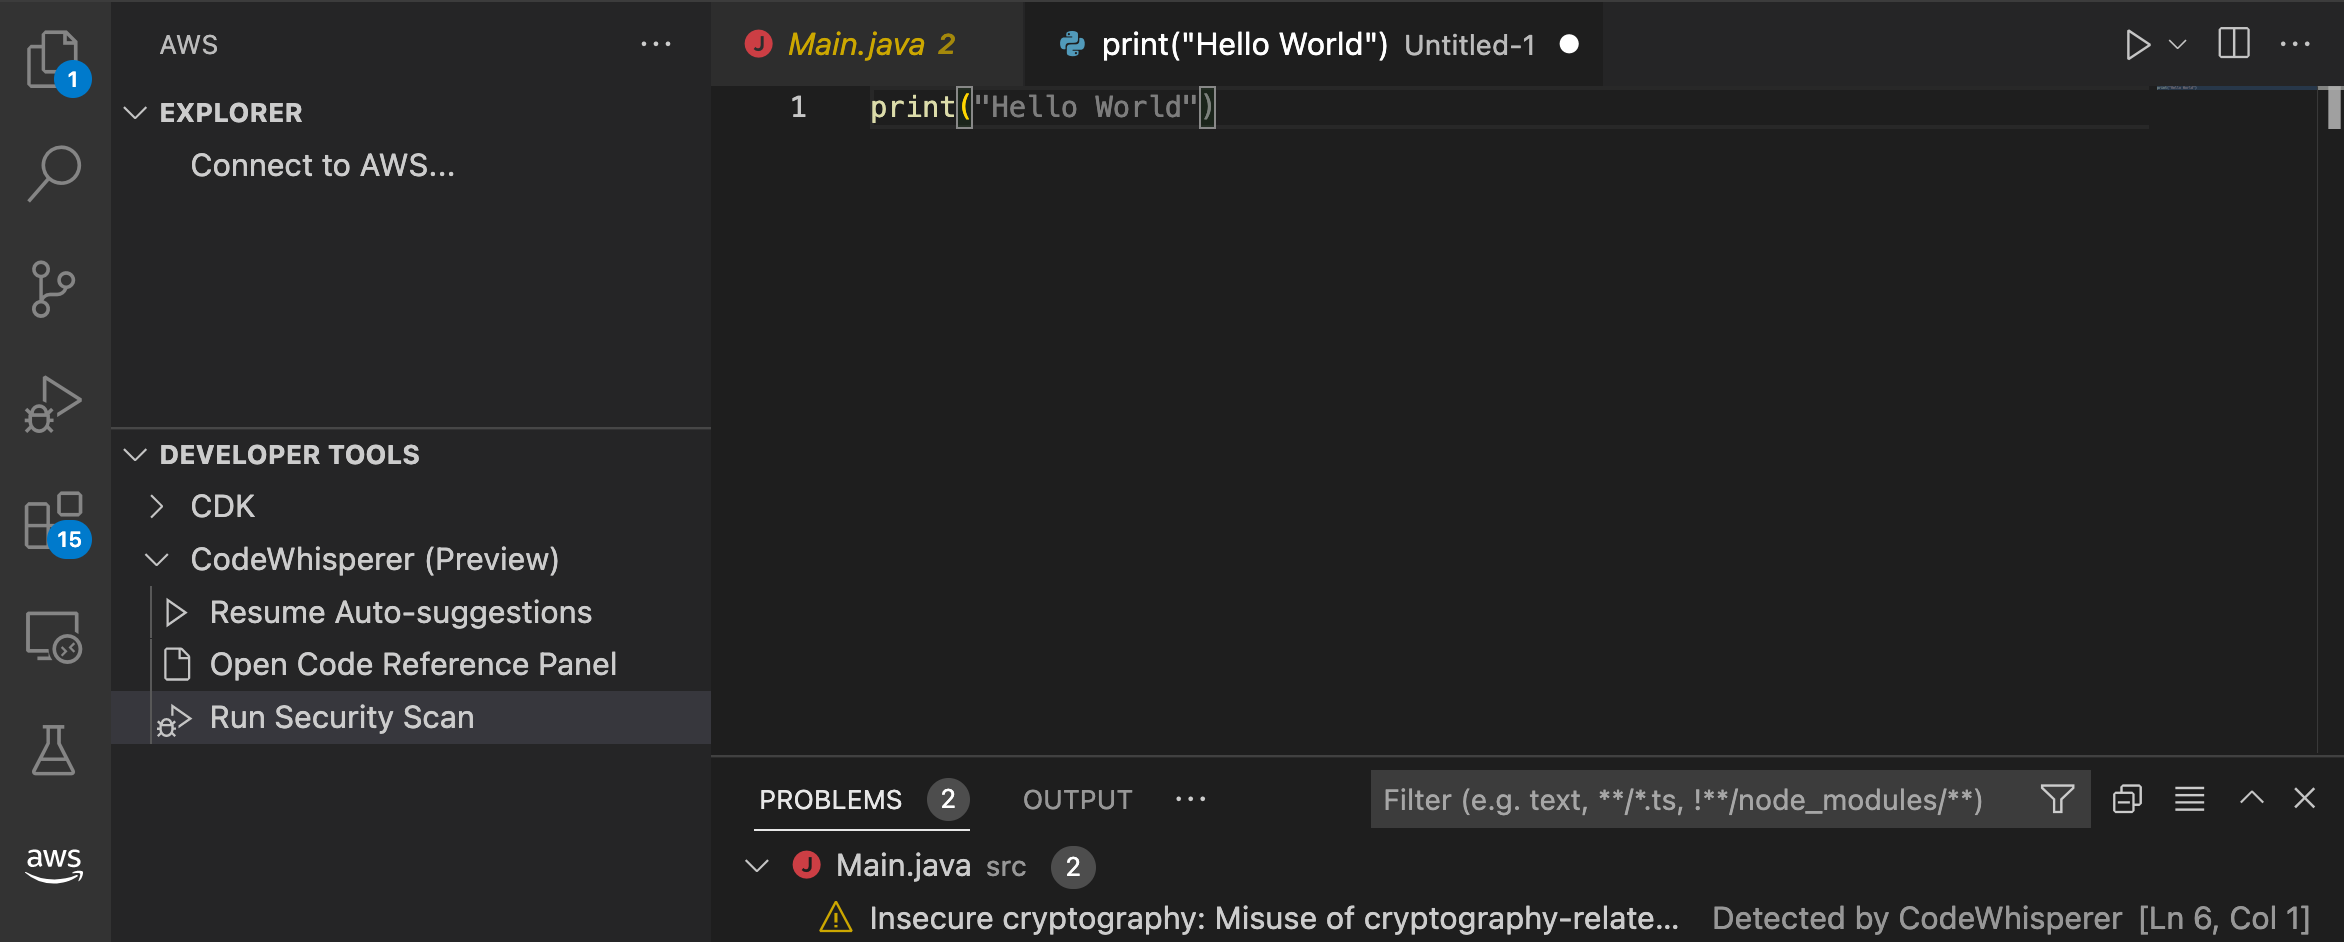 1
15
aws
AWS
EXPLORER
Connect to AWS...
DEVELOPER TOOLS
CDK
CodeWhisperer (Preview)
Resume Auto-suggestions
Open Code Reference Panel
Run Security Scan
J Main.java 2
print("Hello World") Untitled-1
1 print("Hello World")
PROBLEMS 2 OUTPUT Filter (e.g. text, **/*.ts, !**/node_modules/**)
J Main.java src 2
Insecure cryptography: Misuse of cryptography-relate... Detected by CodeWhisperer [Ln 6, Col 1]